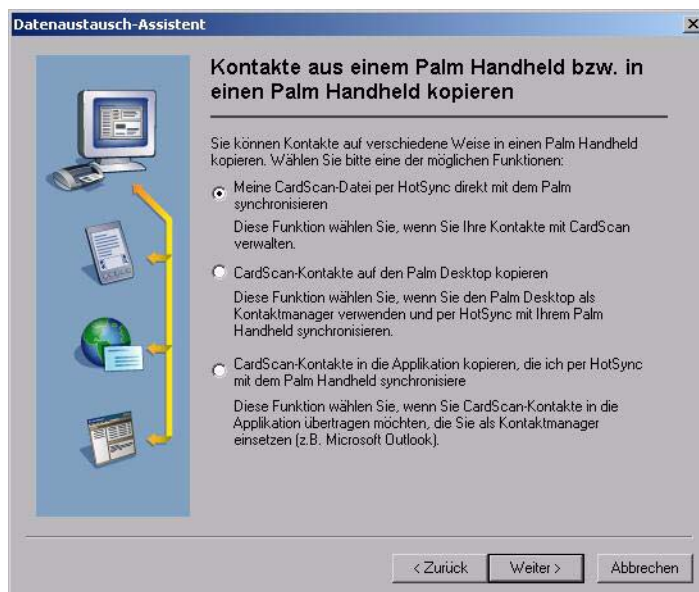 Datenaustausch-Assistent
Kontakte aus einem Palm Handheld bzw. in
einen Palm Handheld kopieren
Sie können Kontakte auf verschiedene Weise in einen Palm Handheld
kopieren. Wählen Sie bitte eine der möglichen Funktionen:
Meine CardScan-Datei per HotSync direkt mit dem Palm
synchronisieren
Diese Funktion wählen Sie, wenn Sie Ihre Kontakte mit CardScan
verwalten.
CardScan-Kontakte auf den Palm Desktop kopieren
Diese Funktion wählen Sie, wenn Sie den Palm Desktop als
Kontaktmanager verwenden und per HotSync mit Ihrem Palm
Handheld synchronisieren.
CardScan-Kontakte in die Applikation kopieren, die ich per HotSync
mit dem Palm Handheld synchronisiere
Diese Funktion wählen Sie, wenn Sie CardScan-Kontakte in die
Applikation übertragen möchten, die Sie als Kontaktmanager
einsetzen (z.B. Microsoft Outlook).
< Zurück Weiter > Abbrechen